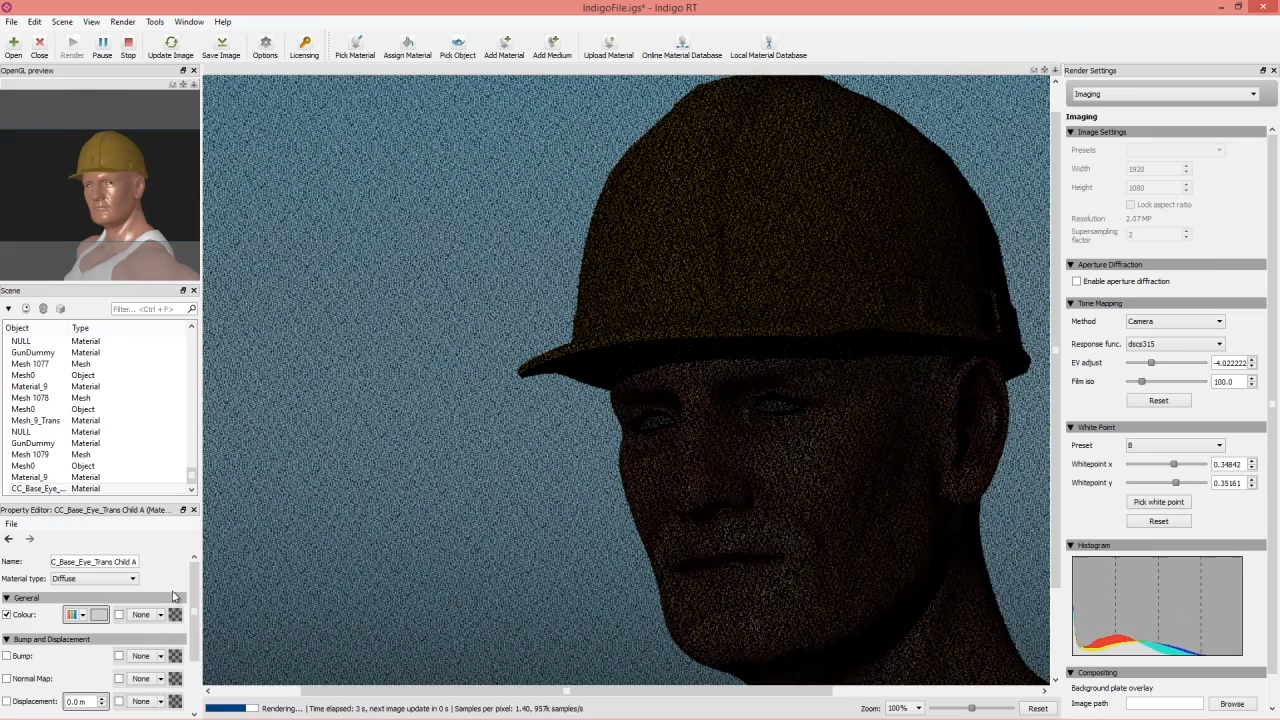 IndigoFile.igs* - Indigo RT
File Edit Scene View Render Tools Window Help
Open Close Render Pause Stop Update Image Save Image Options Licensing Pick Material Assign Material Pick Object Add Material Add Medium Upload Material Online Material Database Local Material Database
OpenGL preview
Scene
Filter... <Ctrl + F>
Object Type
NULL Material
GunDummy Material
Mesh 1077 Mesh
Mesh0 Object
Material_9 Material
Mesh 1078 Mesh
Mesh0 Object
Mesh_9_Trans Material
NULL Material
GunDummy Material
Mesh 1079 Mesh
Mesh0 Object
Material_9 Material
CC_Base_Eye_... Material
Property Editor: CC_Base_Eye_Trans Child A (Mate...
File
Name: C_Base_Eye_Trans Child A
Material type: Diffuse
General
Colour: None
Bump and Displacement
Bump: None
Normal Map: None
Displacement: 0.0 m None
Rendering... | Time elapsed: 3 s, next image update in 0 s | Samples per pixel: 1.40, 957k samples/s
Zoom: 100% Reset
Render Settings
Imaging
Imaging
Image Settings
Presets
Width 1920
Height 1080
Lock aspect ratio
Resolution 2.07 MP
Supersampling factor 2
Aperture Diffraction
Enable aperture diffraction
Tone Mapping
Method Camera
Response func. dscs315
EV adjust -4.022222
Film iso 100.0
Reset
White Point
Preset B
Whitepoint x 0.34842
Whitepoint y 0.35161
Pick white point
Reset
Histogram
Compositing
Background plate overlay
Image path Browse